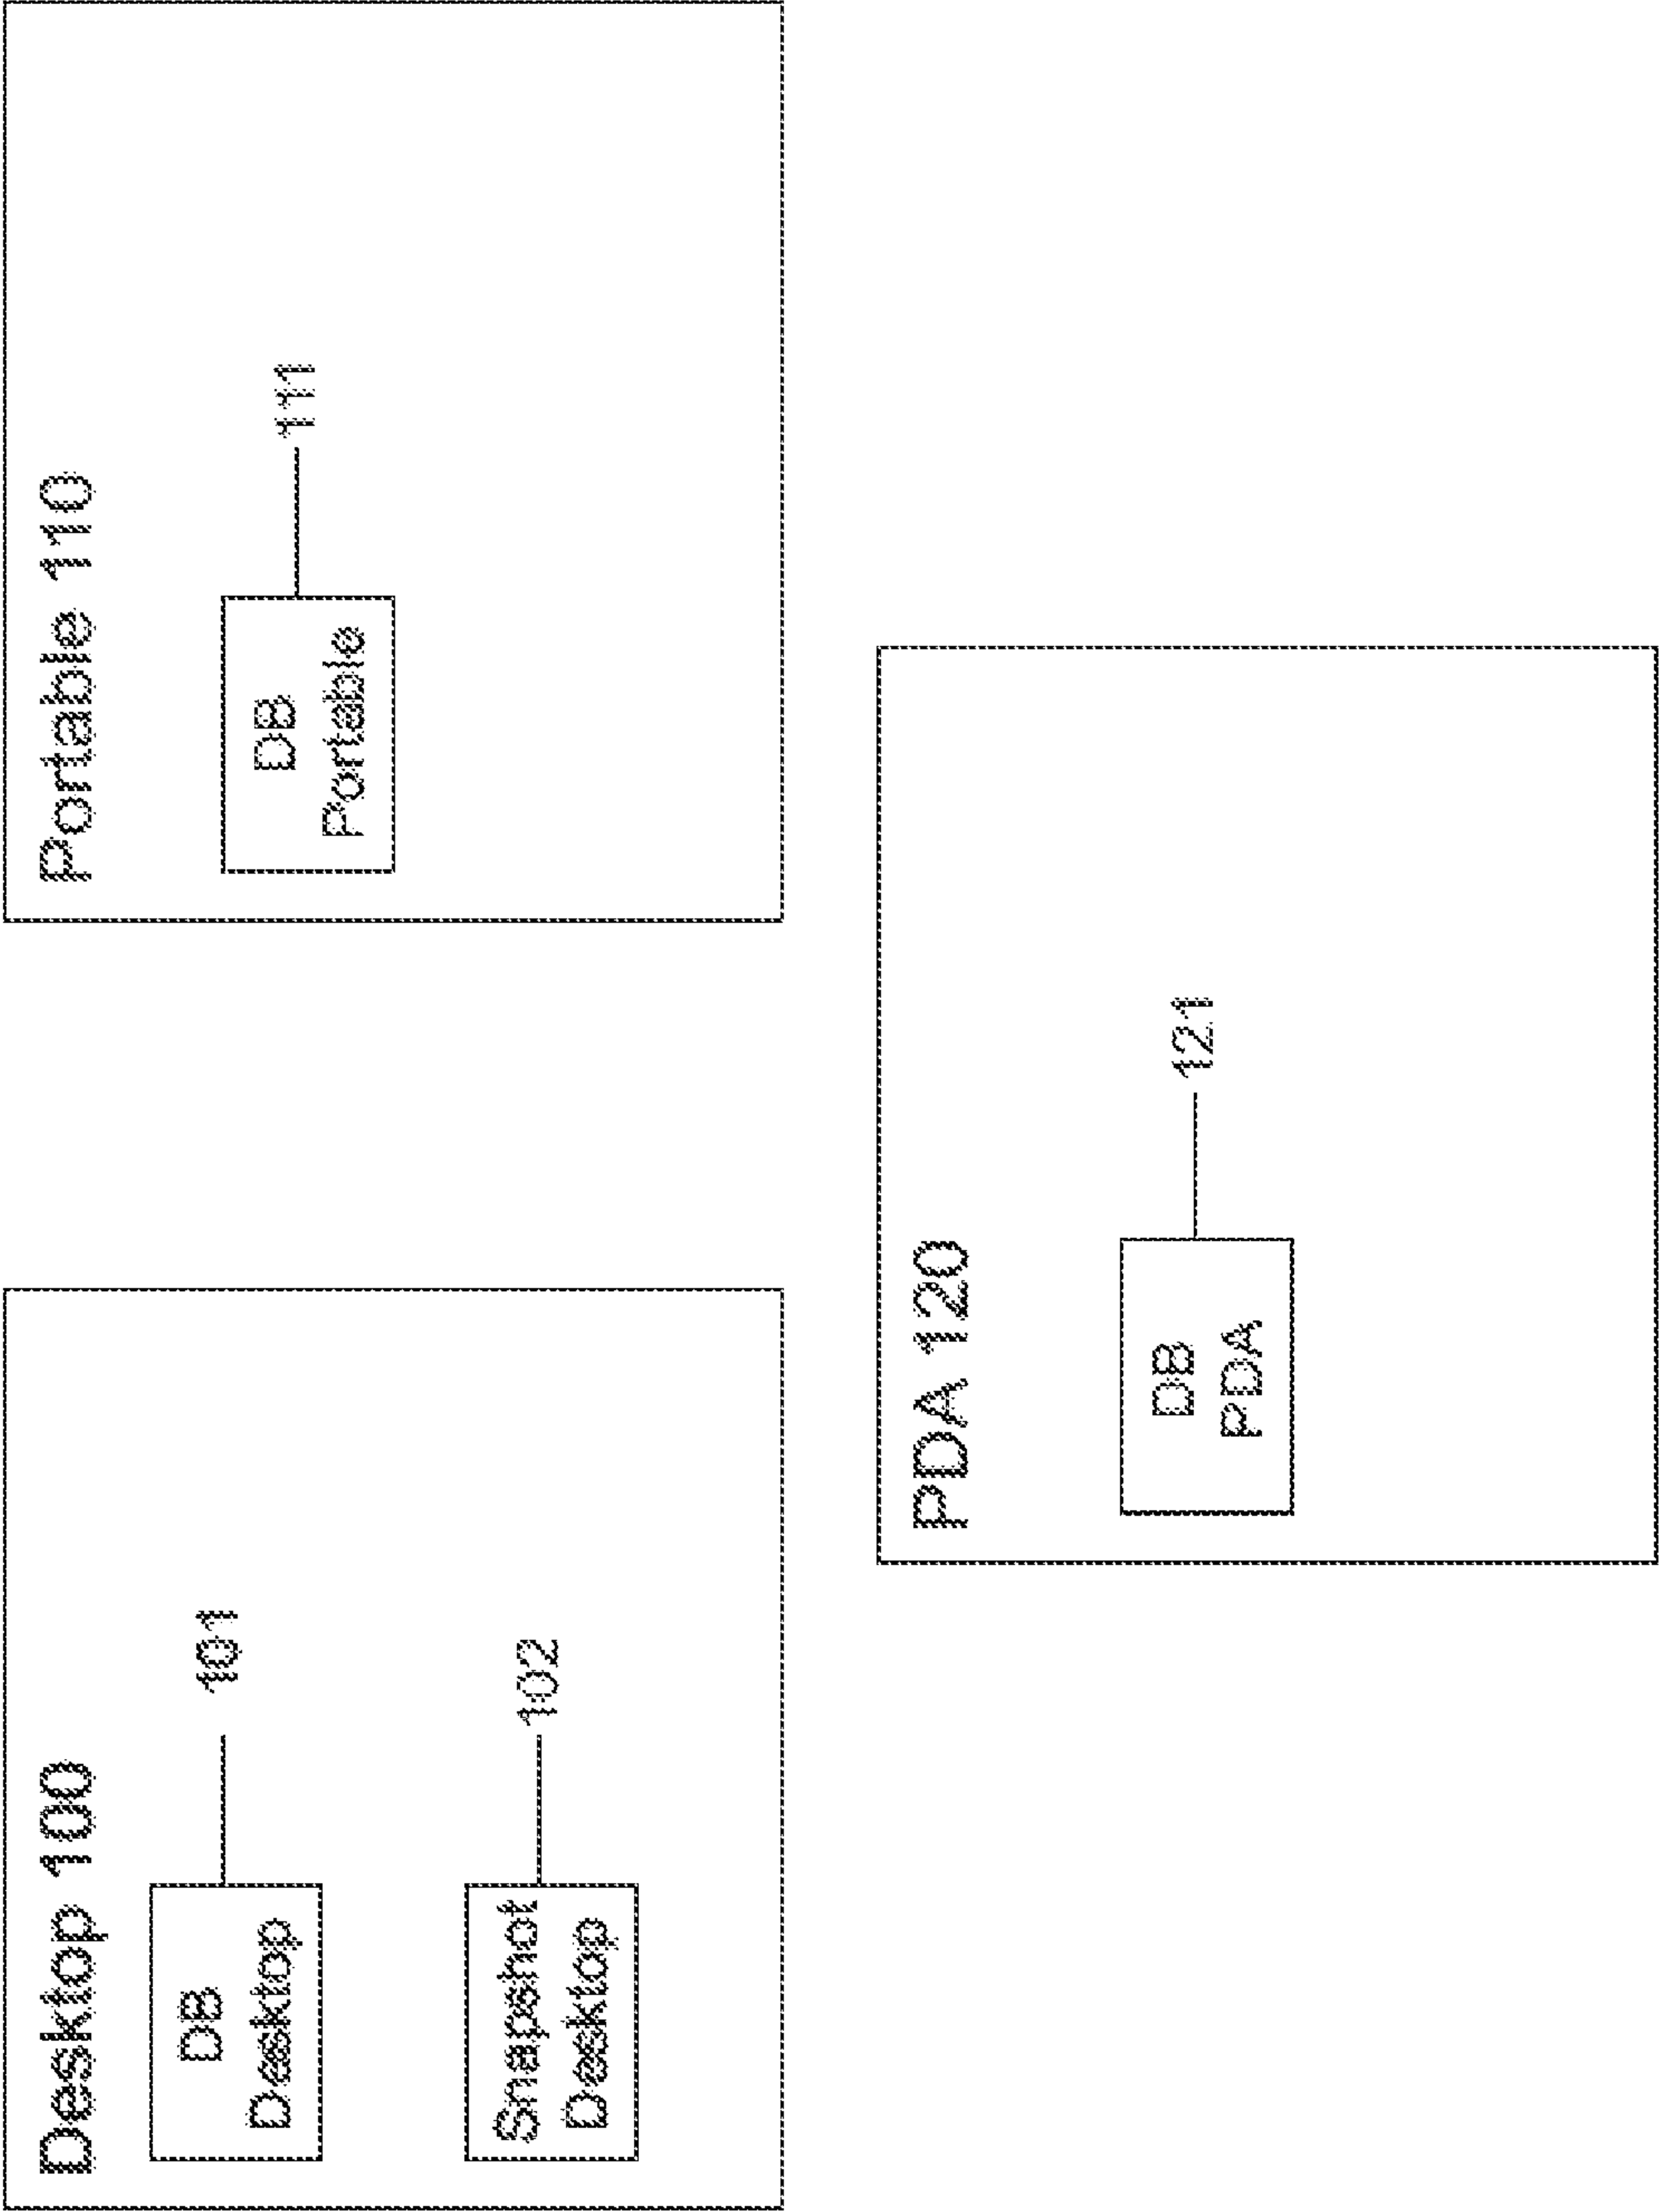 Desktop 100
DB
Desktop
101
Snapshot
Desktop
102
Portable 110
DB
Portable
111
PDA 120
DB
PDA
121